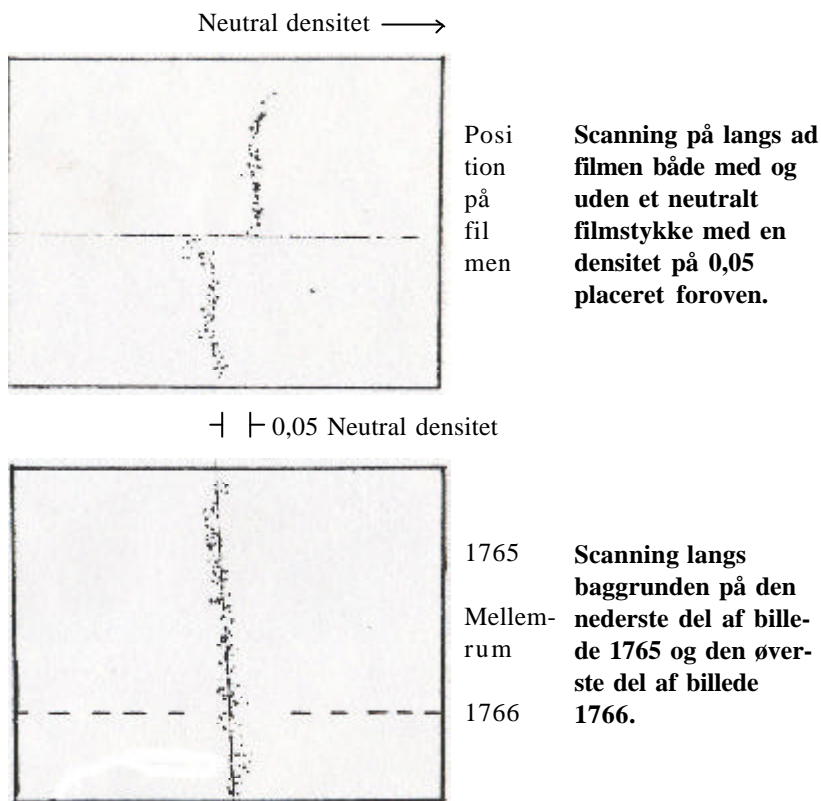 Neutral densitet
Posi
tion
på
fil
men
Scanning på langs ad
filmen både med og
uden et neutralt
filmstykke med en
densitet på 0,05
placeret foroven.
0,05 Neutral densitet
1765
Mellem-
rum
1766
Scanning langs
baggrunden på den
nederste del af bille-
de 1765 og den øver-
ste del af billede
1766.